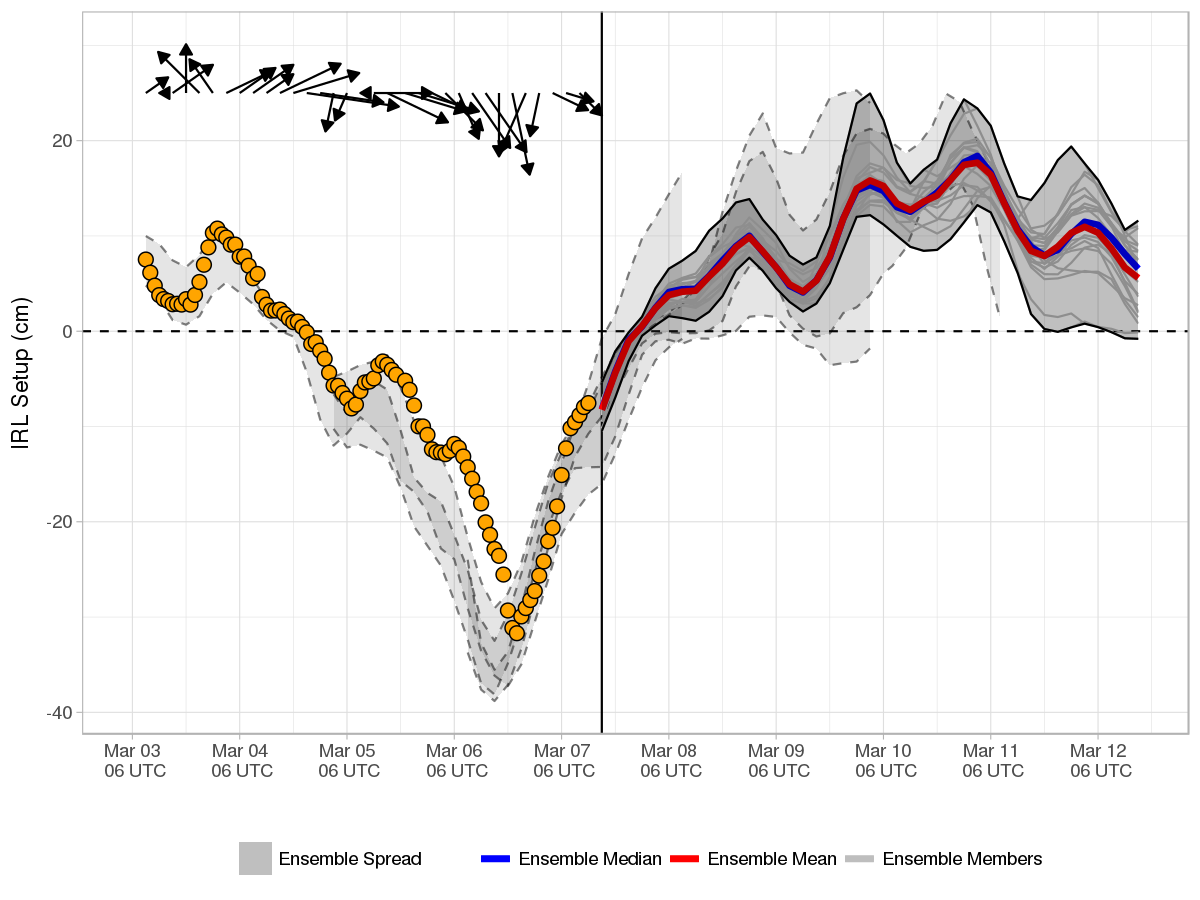 IRL Setup (cm)
20
0
-20
-40
Mar 03 Mar 04 Mar 05 Mar 06 Mar 07 Mar 08 Mar 09 Mar 10 Mar 11 Mar 12
06 UTC 06 UTC 06 UTC 06 UTC 06 UTC 06 UTC 06 UTC 06 UTC 06 UTC 06 UTC
Ensemble Spread Ensemble Median Ensemble Mean Ensemble Members